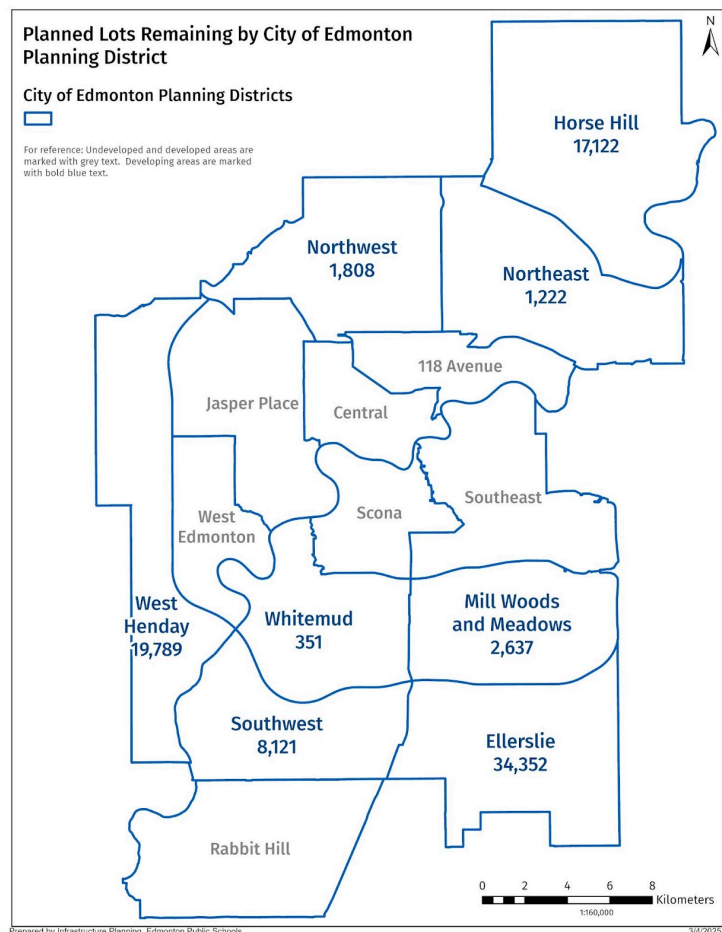 Planned Lots Remaining by City of Edmonton
Planning District
N
City of Edmonton Planning Districts
For reference: Undeveloped and developed areas are
marked with grey text. Developing areas are marked
with bold blue text.
Horse Hill
17,122
Northwest
1,808
Northeast
1,222
118 Avenue
Jasper Place
Central
Southeast
West
Edmonton
Scona
West
Henday
19,789
Whitemud
351
Mill Woods
and Meadows
2,637
Southwest
8,121
Ellerslie
34,352
Rabbit Hill
0 2 4 6 8
Kilometers
1:160,000
Prepared by Infrastructure Planning, Edmonton Public Schools
3/4/2025